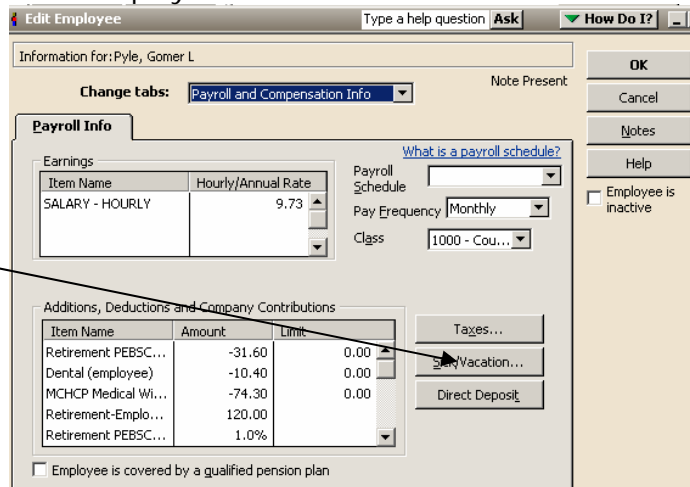 Edit Employee Type a help question Ask How Do I?
Information for:Pyle, Gomer L
Change tabs: Payroll and Compensation Info Note Present
OK
Cancel
Notes
Help
Employee is inactive
Payroll Info
What is a payroll schedule?
Earnings
Item Name Hourly/Annual Rate
SALARY - HOURLY 9.73
Payroll Schedule
Pay Frequency Monthly
Class 1000 - Cou...
Additions, Deductions and Company Contributions
Item Name Amount Limit
Retirement PEBSC... -31.60 0.00
Dental (employee) -10.40 0.00
MCHCP Medical Wi... -74.30 0.00
Retirement-Emplo... 120.00
Retirement PEBSC... 1.0%
Taxes...
Sick/Vacation...
Direct Deposit
Employee is covered by a qualified pension plan